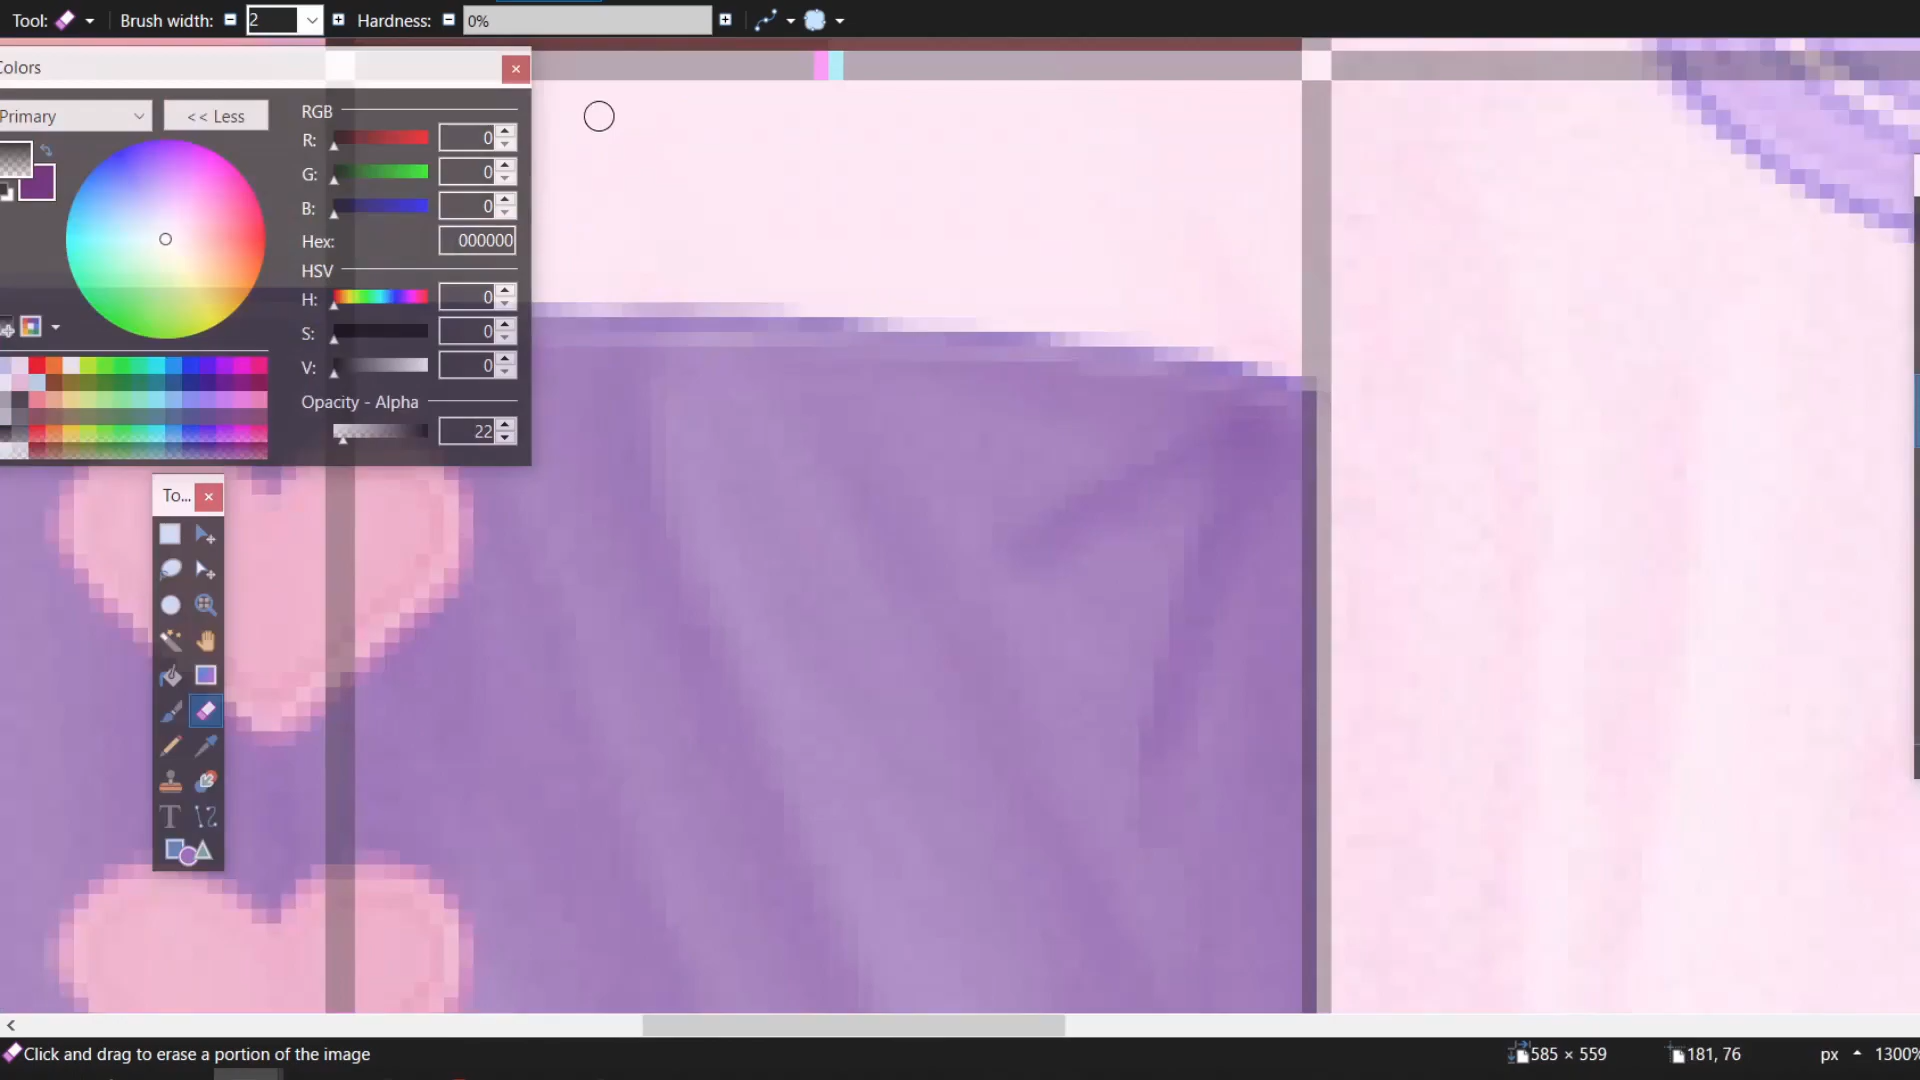 Tool:
Brush width: 2
Hardness: 0%
Colors
Primary
<< Less
RGB
R: 0
G: 0
B: 0
Hex: 000000
HSV
H: 0
S: 0
V: 0
Opacity - Alpha
22
To...
Click and drag to erase a portion of the image
585 × 559
181, 76
px
1300%